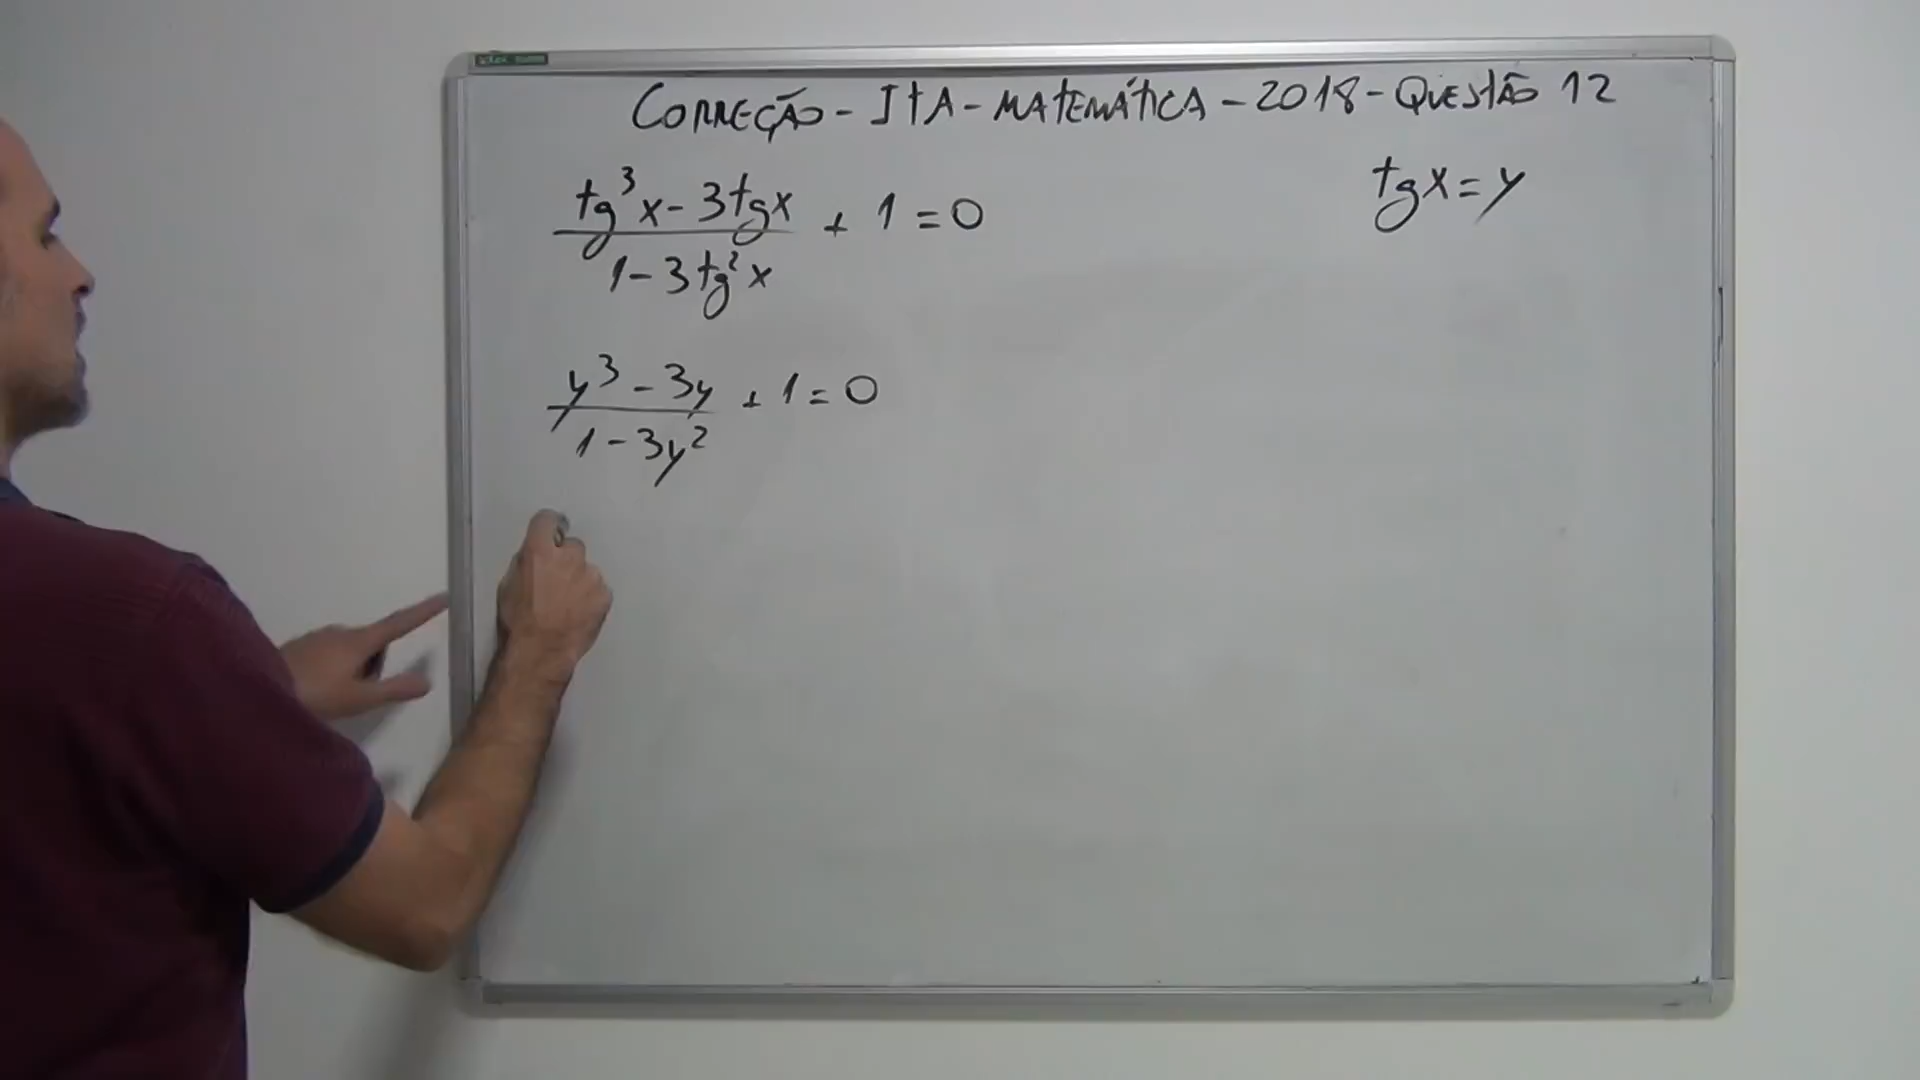 CORREÇÃO - ITA - MATEMÁTICA - 2018 - QUESTÃO 12
tgx = y
tg³x - 3tgx
───────── + 1 = 0
1 - 3tg²x
y³ - 3y
───── + 1 = 0
1 - 3y²